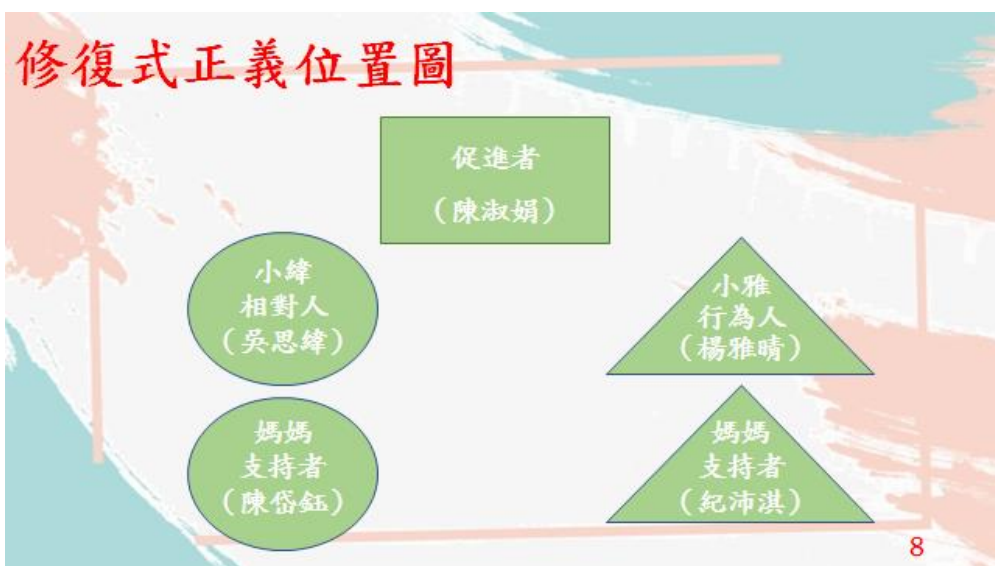 修復式正義位置圖
促進者
(陳淑娟)
小緯
相對人
(吳思緯)
小雅
行為人
(楊雅晴)
媽媽
支持者
(陳岱鈺)
媽媽
支持者
(紀沛淇)
8